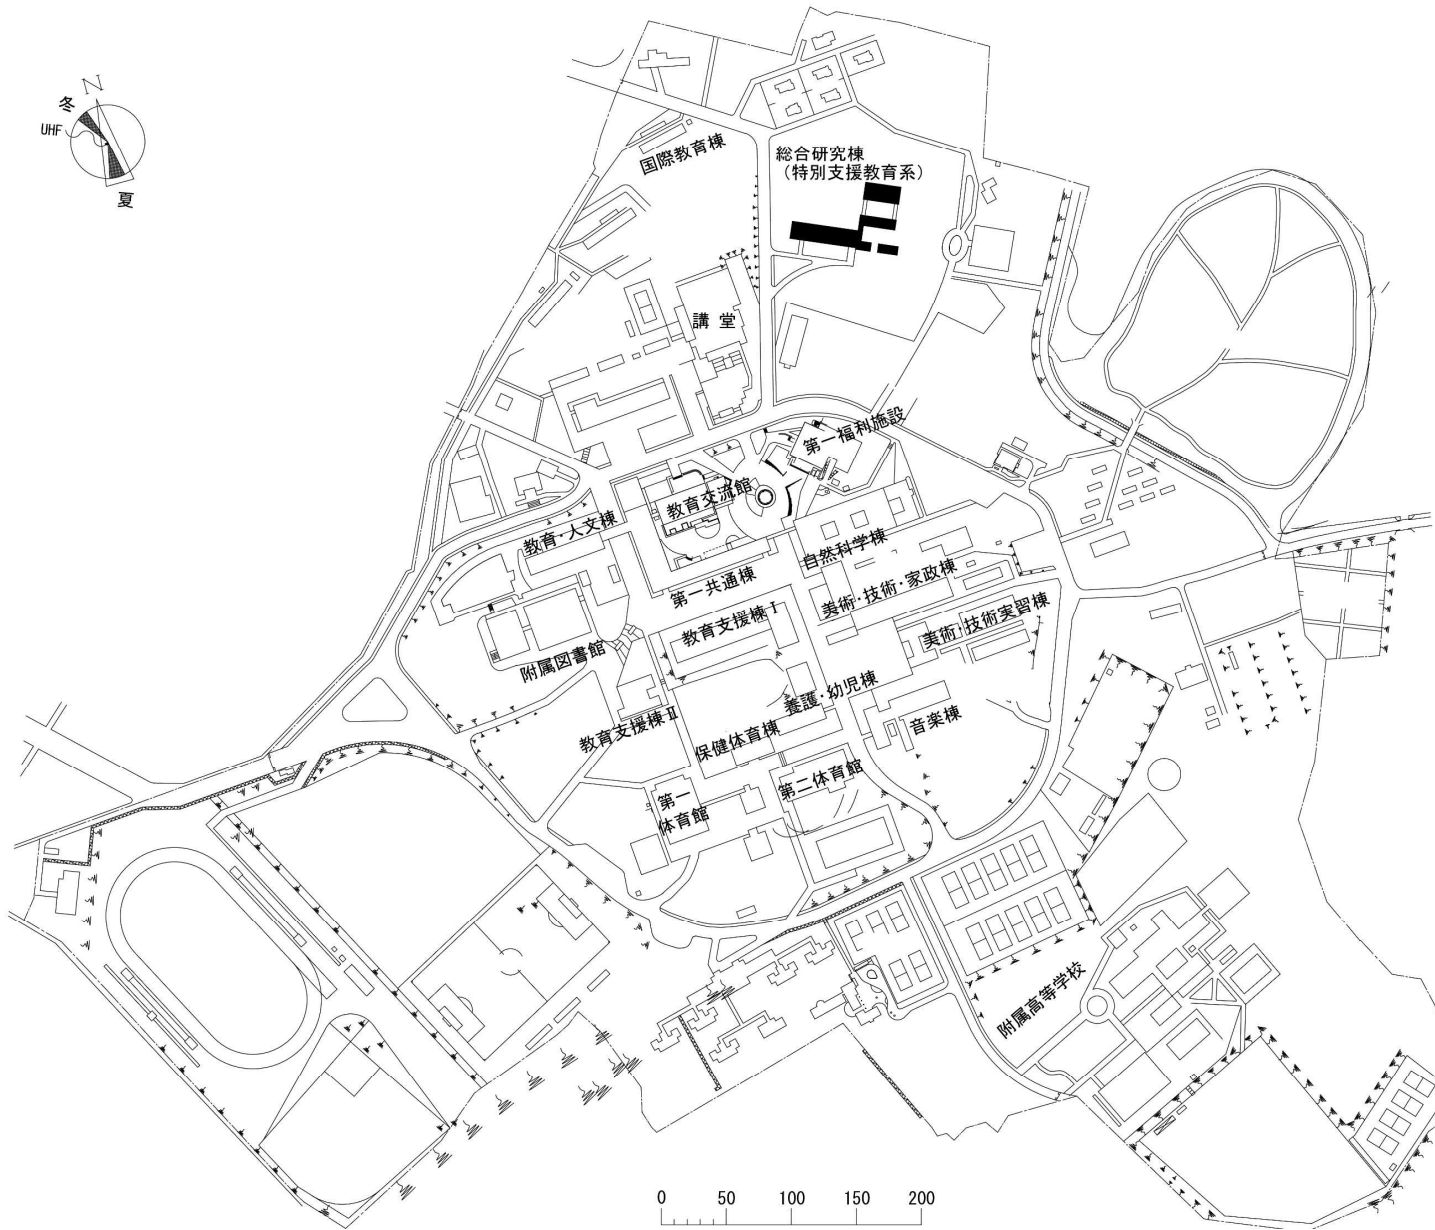 N
冬
UHF
夏
国際教育棟
総合研究棟
(特別支援教育系)
講 堂
第一福利施設
教育交流館
教育・人文棟
自然科学棟
第一共通棟
美術・技術・家政棟
教育支援棟Ⅰ
美術・技術実習棟
附属図書館
養護・幼児棟
教育支援棟Ⅱ
保健体育棟
音楽棟
第二体育館
第一
体育館
附属高等学校
0 50 100 150 200